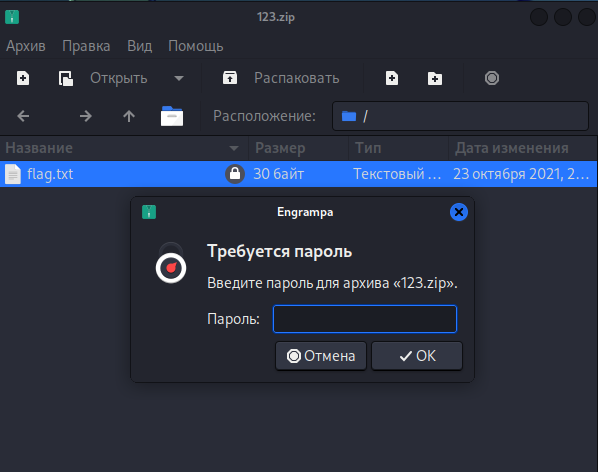 123.zip
Архив Правка Вид Помощь
Открыть Распаковать
Расположение: /
Название Размер Тип Дата изменения
flag.txt 30 байт Текстовый ... 23 октября 2021, 2...
Engrampa
Требуется пароль
Введите пароль для архива «123.zip».
Пароль:
Отмена OK